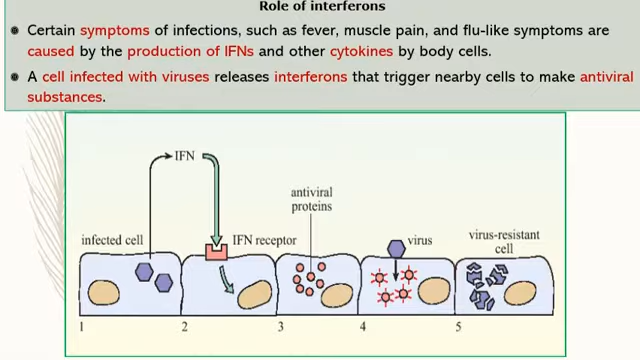 Role of interferons
Certain symptoms of infections, such as fever, muscle pain, and flu-like symptoms are
caused by the production of IFNs and other cytokines by body cells.
A cell infected with viruses releases interferons that trigger nearby cells to make antiviral
substances.
IFN
antiviral
proteins
infected cell
IFN receptor
virus
virus-resistant
cell
1
2
3
4
5